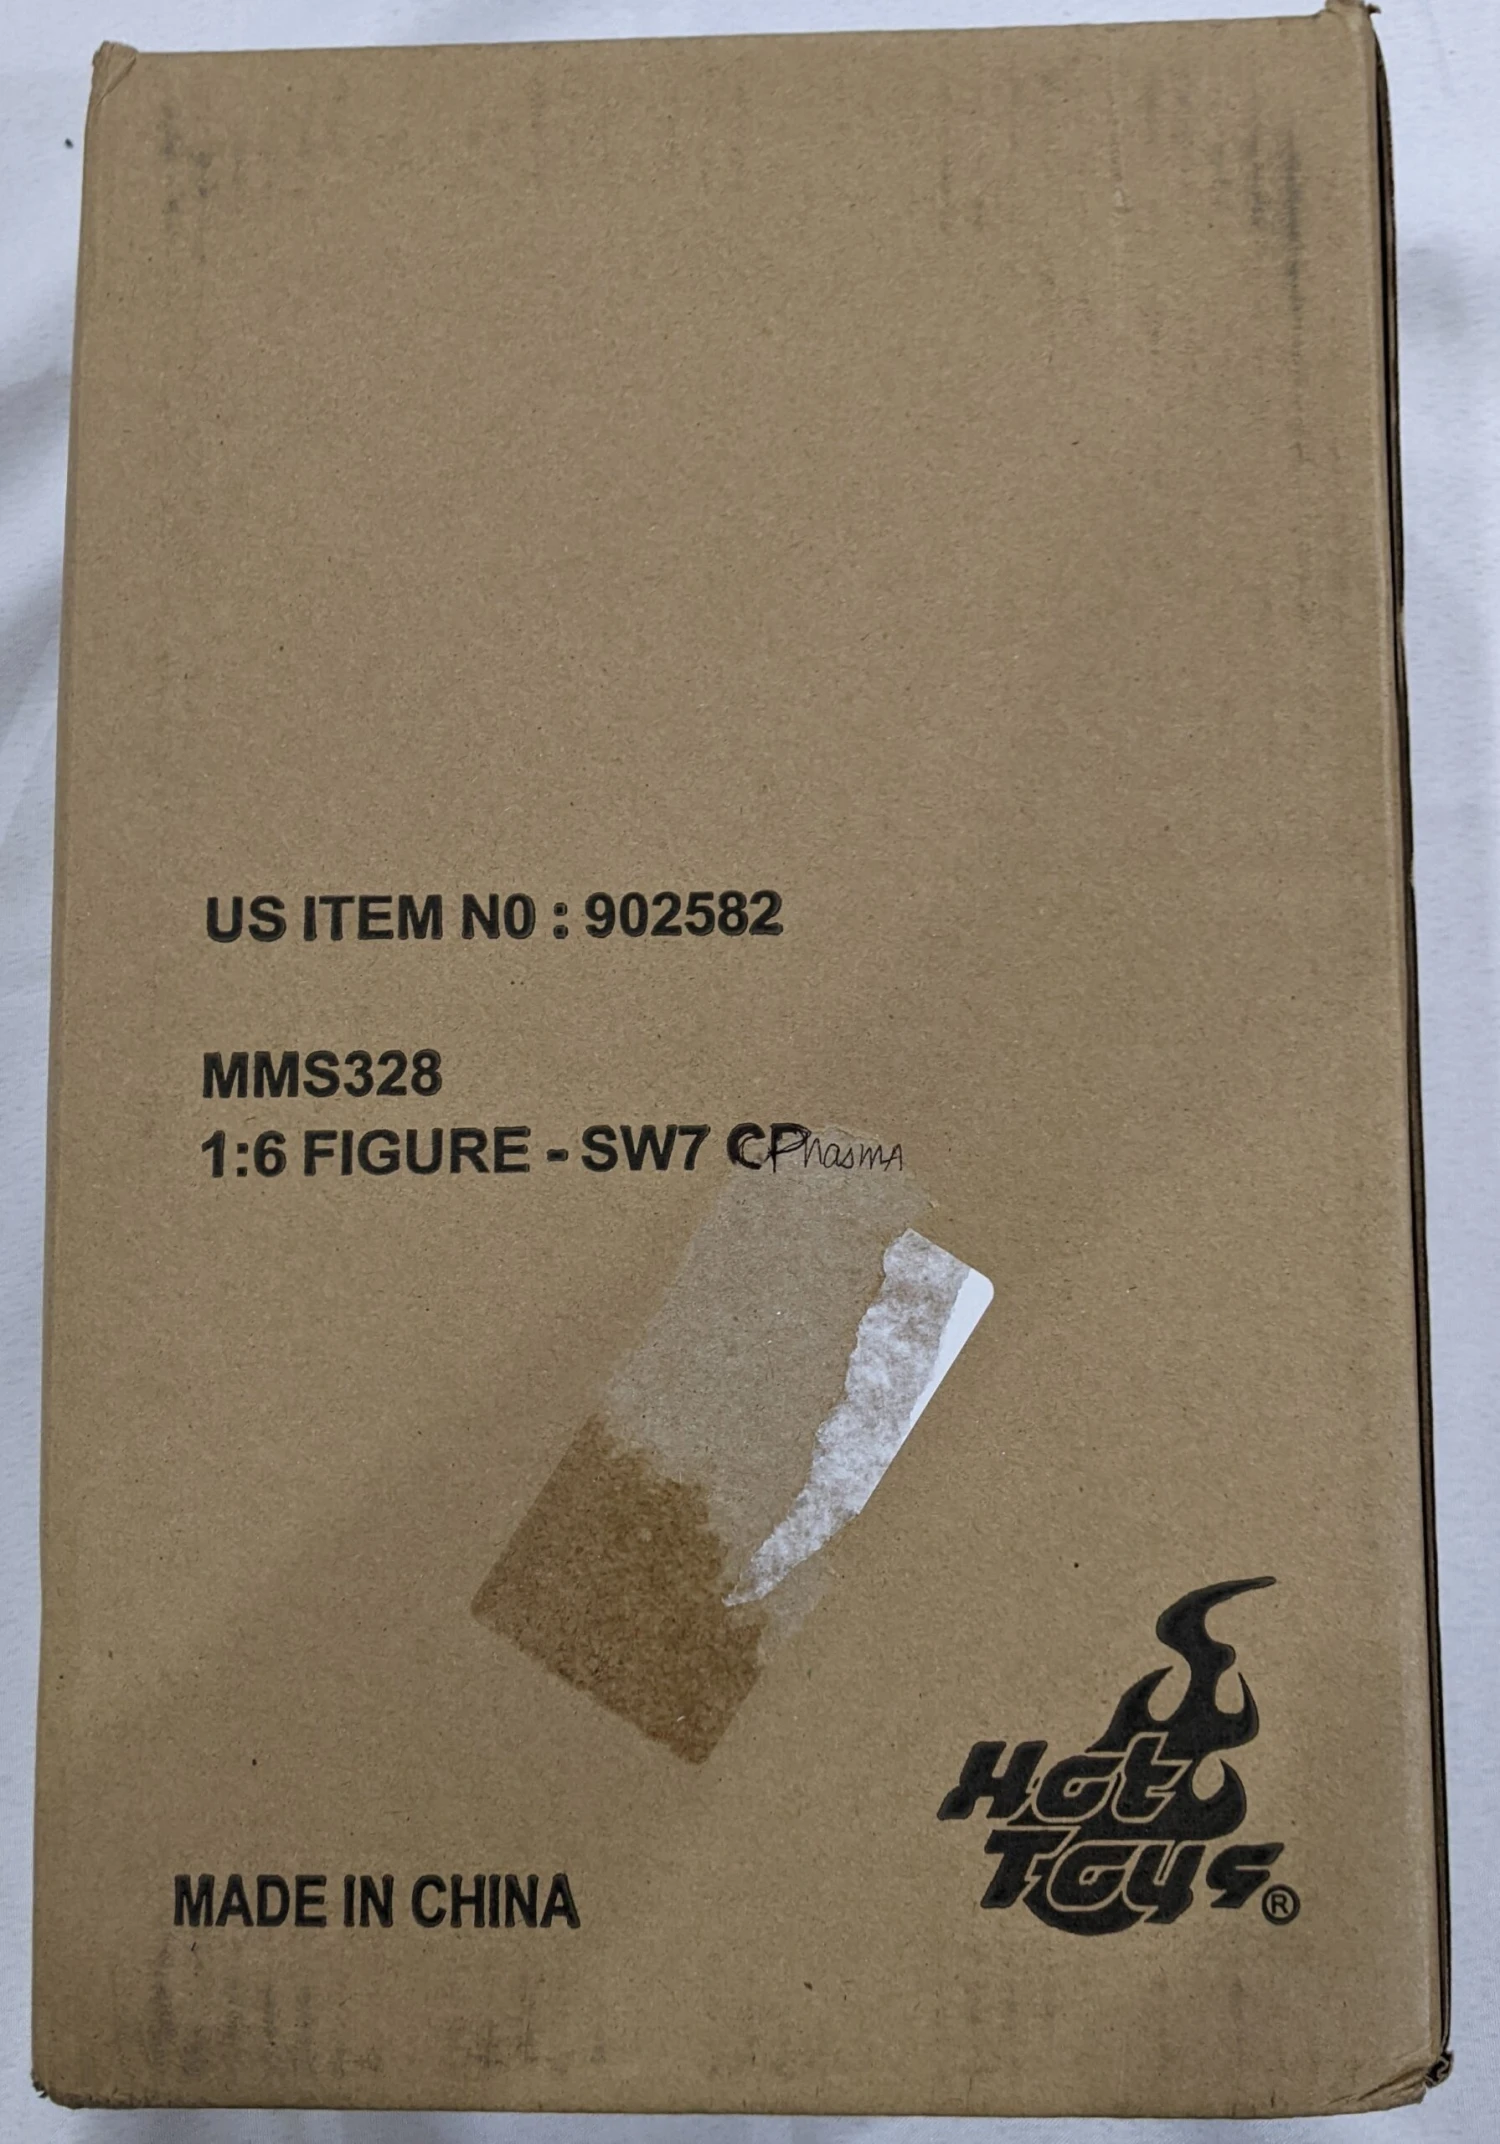 US ITEM N0 : 902582
MMS328
1:6 FIGURE - SW7 CPhasmA
Hot
Toys®
MADE IN CHINA